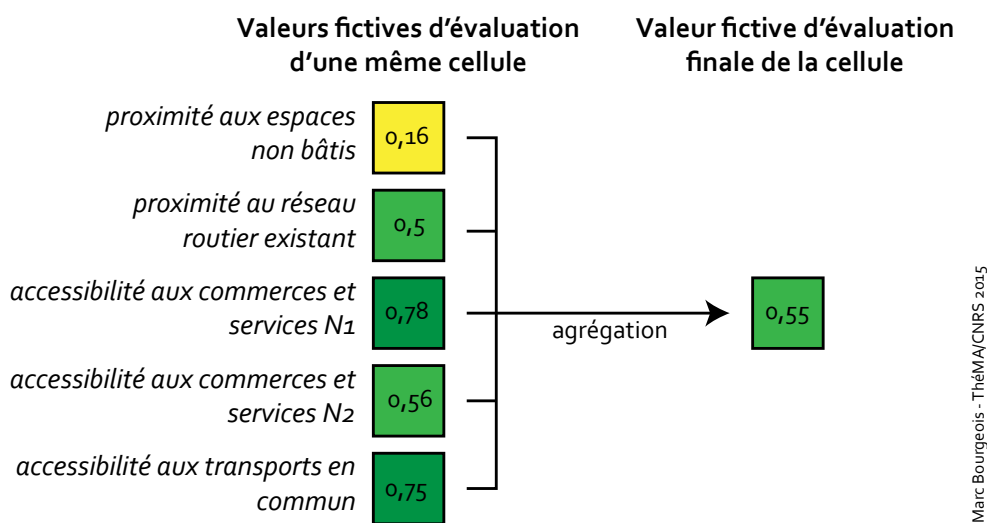 Valeurs fictives d'évaluation
d'une même cellule
Valeur fictive d'évaluation
finale de la cellule
proximité aux espaces
non bâtis
0,16
proximité au réseau
routier existant
0,5
accessibilité aux commerces et
services N1
0,78
agrégation
0,55
accessibilité aux commerces et
services N2
0,56
accessibilité aux transports en
commun
0,75
Marc Bourgeois - ThéMA/CNRS 2015